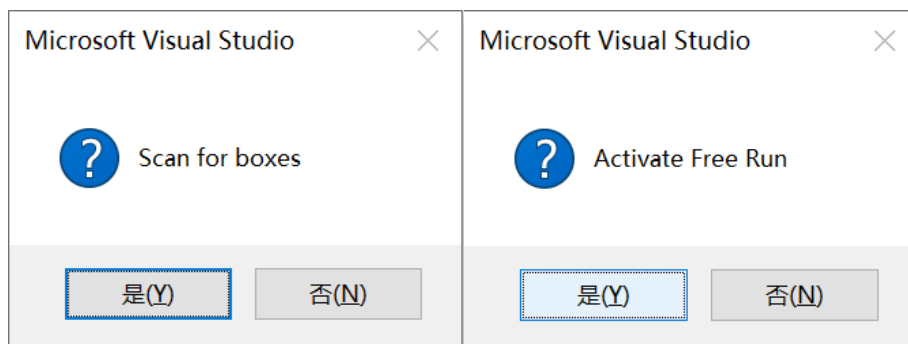 Microsoft Visual Studio
Scan for boxes
是(Y)
否(N)
Microsoft Visual Studio
Activate Free Run
是(Y)
否(N)